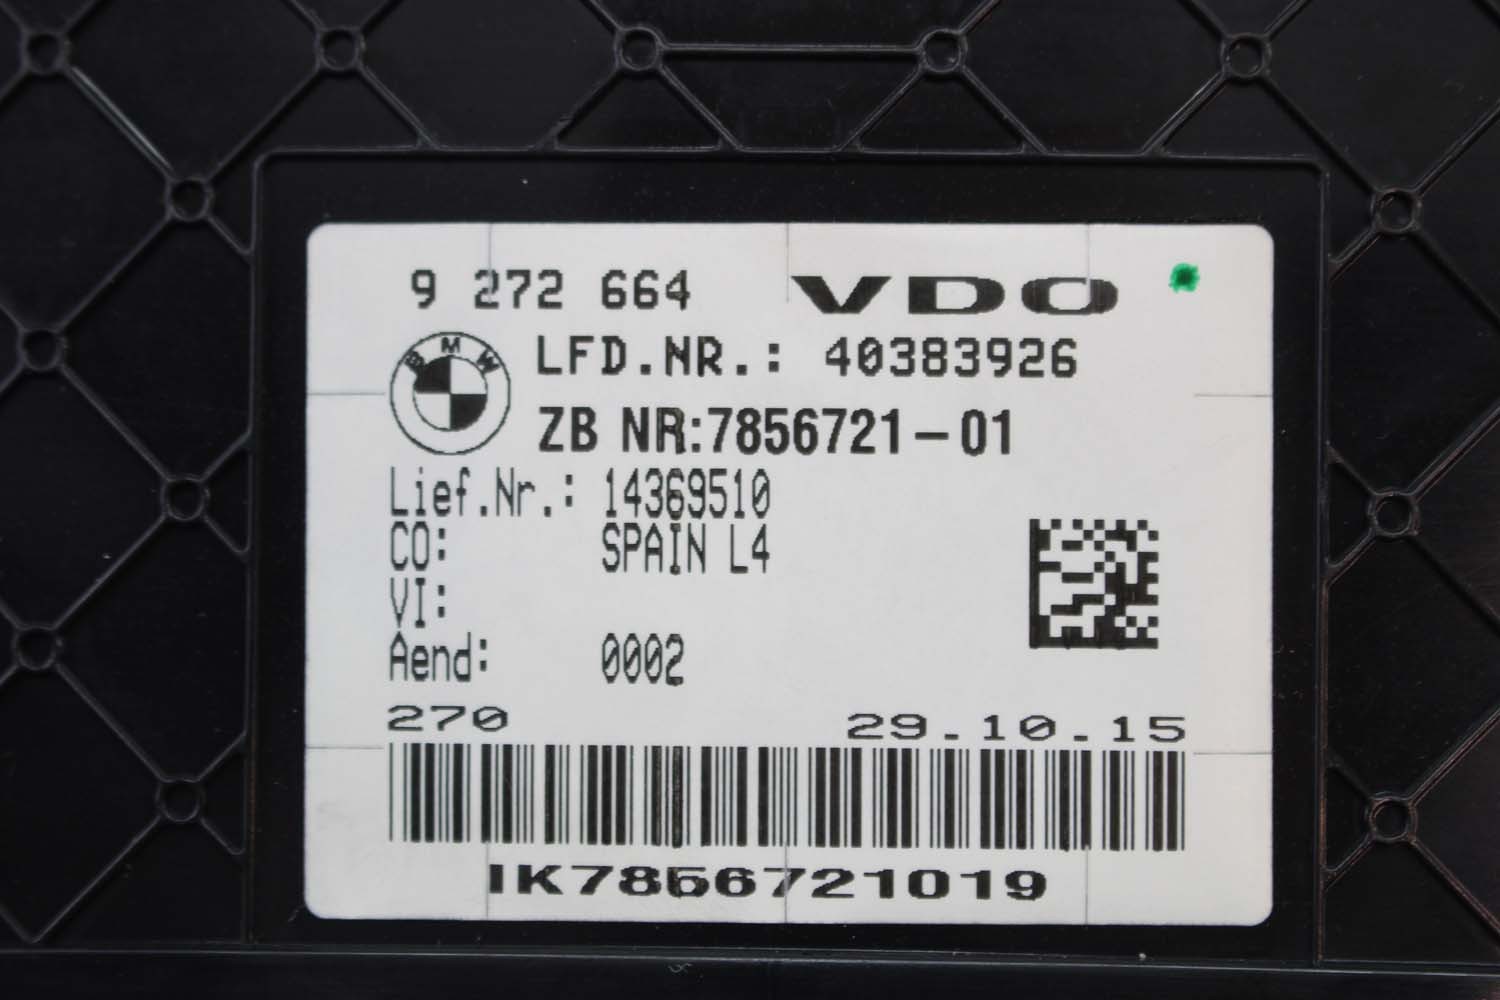 9 272 664 VDO
BMW
LFD.NR.: 40383926
ZB NR:7856721-01
Lief.Nr.: 14369510
CO: SPAIN L4
VI:
Aend: 0002
270 29.10.15
IK7856721019